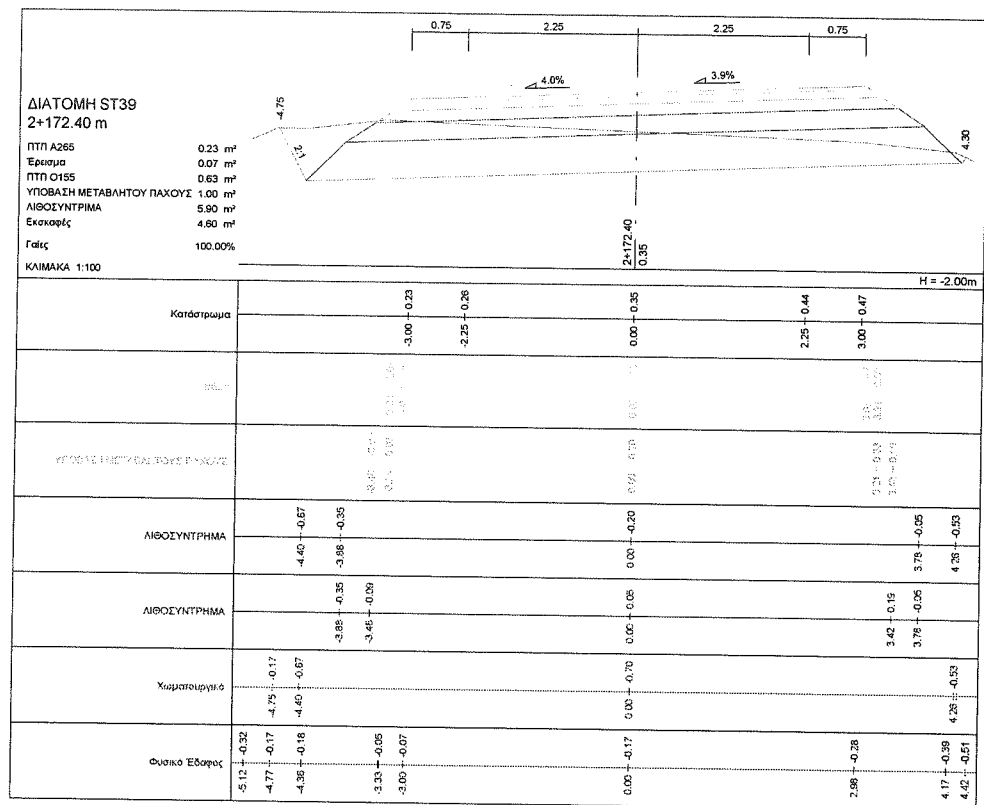 0.75 2.25 2.25 0.75
4.0% 3.9%
-4.75
2:1
4.30
ΔΙΑΤΟΜΗ ST39
2+172.40 m
ΠΤΠ Α265 0.23 m²
Έρεισμα 0.07 m²
ΠΤΠ Ο155 0.63 m²
ΥΠΟΒΑΣΗ ΜΕΤΑΒΛΗΤΟΥ ΠΑΧΟΥΣ 1.00 m²
ΛΙΘΟΣΥΝΤΡΙΜΑ 5.90 m²
Εκσκαφές 4.60 m²
Γαίες 100.00%
ΚΛΙΜΑΚΑ 1:100
2+172.40
0.35
H = -2.00m
Κατάστρωμα
0.23 0.26 0.35 0.44 0.47
-3.00 -2.25 0.00 2.25 3.00
ΛΙΘΟΣΥΝΤΡΗΜΑ
-0.67 -0.35 -0.20 -0.05 -0.53
-4.40 -3.88 0.00 3.78 4.26
ΛΙΘΟΣΥΝΤΡΗΜΑ
-0.35 -0.09 0.05 0.19 -0.05
-3.88 -3.46 0.00 3.42 3.78
Χωματουργικά
-0.17 -0.67 -0.70 -0.53
-4.75 -4.40 0.00 4.26
Φυσικό Έδαφος
-0.32 -0.17 -0.18 -0.05 -0.07 -0.17 -0.28 -0.39 -0.51
-5.12 -4.77 -4.36 -3.33 -3.00 0.00 2.98 4.17 4.42